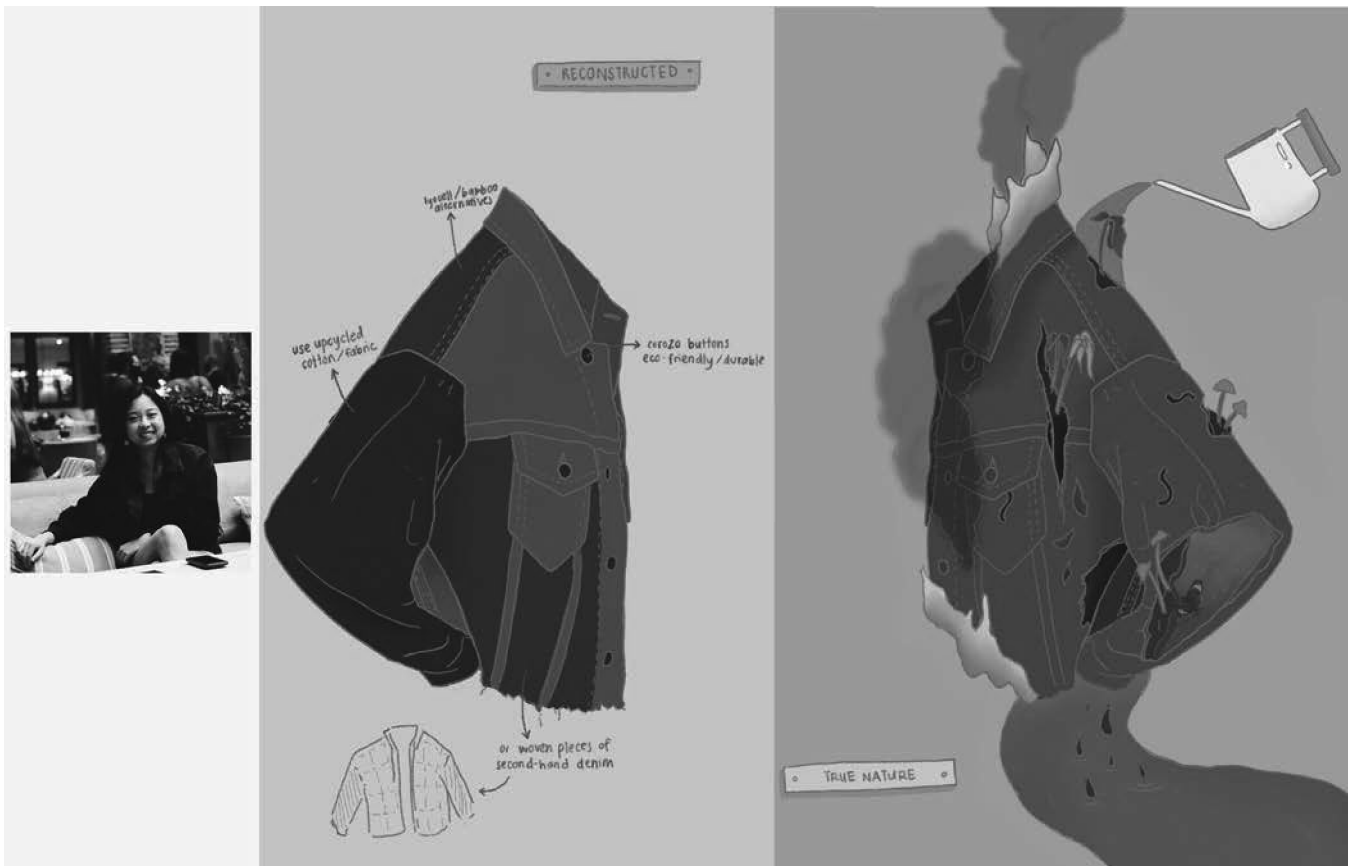 RECONSTRUCTED
lyocell/bamboo
alternatives
use upcycled
cotton/fabric
corozo buttons
eco-friendly/durable
or woven pieces of
second-hand denim
TRUE NATURE